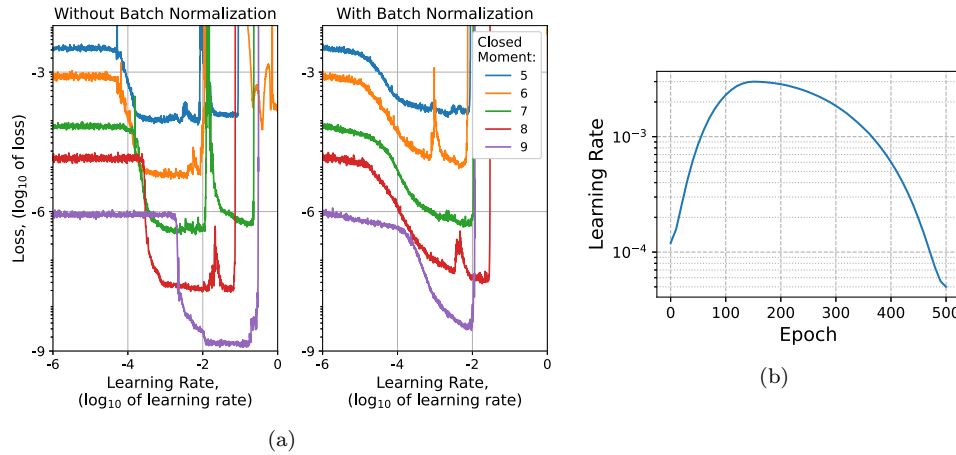 Without Batch Normalization
With Batch Normalization
Closed
Moment:
5
6
7
8
9
-3
-6
-9
Loss, (log₁₀ of loss)
-6
-4
-2
0
-6
-4
-2
0
Learning Rate,
(log₁₀ of learning rate)
Learning Rate,
(log₁₀ of learning rate)
(a)
Learning Rate
10⁻³
10⁻⁴
0
100
200
300
400
500
Epoch
(b)